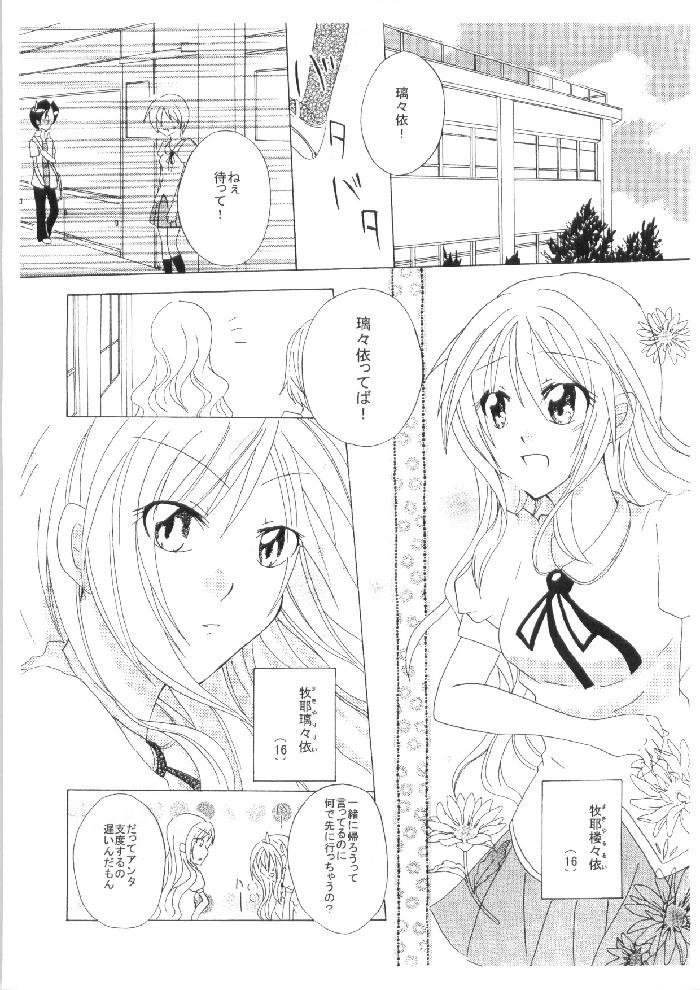 璃々依！
バタ
バタ
ねぇ
待って！
璃々依ってば！
牧耶楼々依
（16）
牧耶璃々依
（16）
一緒に帰ろうって
言ってるのに
何で先に行っちゃうの？
だってアンタ
支度するの
遅いんだもん